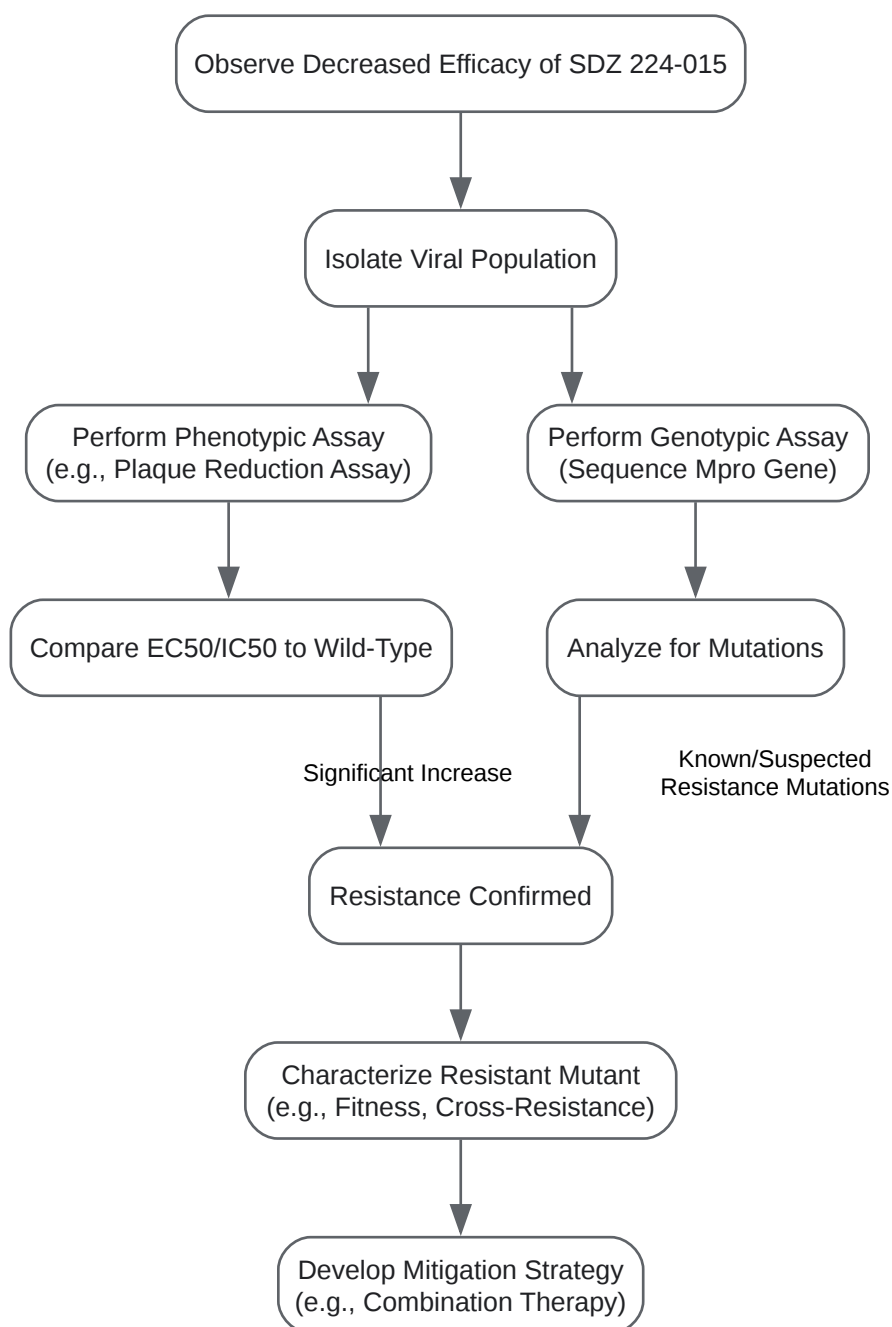 Observe Decreased Efficacy of SDZ 224-015
Isolate Viral Population
Perform Phenotypic Assay
(e.g., Plaque Reduction Assay)
Perform Genotypic Assay
(Sequence Mpro Gene)
Compare EC50/IC50 to Wild-Type
Analyze for Mutations
Significant Increase
Known/Suspected
Resistance Mutations
Resistance Confirmed
Characterize Resistant Mutant
(e.g., Fitness, Cross-Resistance)
Develop Mitigation Strategy
(e.g., Combination Therapy)